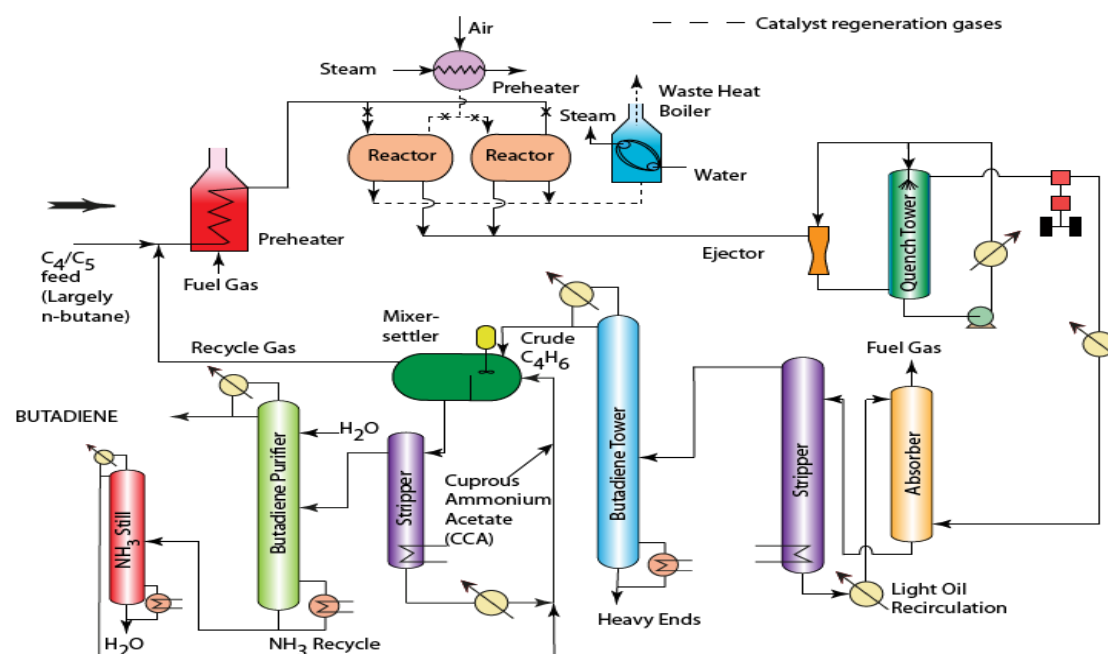 Air
Catalyst regeneration gases
Steam
Preheater
Waste Heat
Boiler
Steam
Reactor
Reactor
Water
Quench Tower
Preheater
Ejector
C4/C5
feed
(Largely
n-butane)
Fuel Gas
Mixer-
settler
Crude
C4H6
Recycle Gas
Fuel Gas
BUTADIENE
H2O
Butadiene Purifier
Stripper
Cuprous
Ammonium
Acetate
(CCA)
Butadiene Tower
Stripper
Absorber
NH3 Still
Light Oil
Recirculation
Heavy Ends
H2O
NH3 Recycle